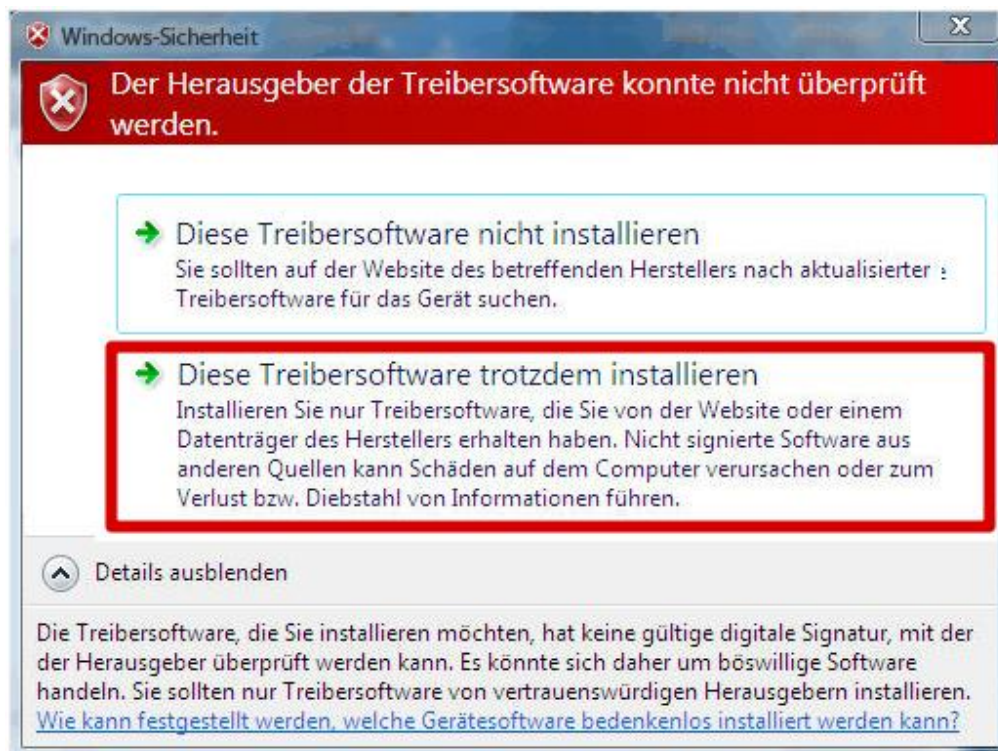 Windows-Sicherheit
Der Herausgeber der Treibersoftware konnte nicht überprüft
werden.
Diese Treibersoftware nicht installieren
Sie sollten auf der Website des betreffenden Herstellers nach aktualisierter
Treibersoftware für das Gerät suchen.
Diese Treibersoftware trotzdem installieren
Installieren Sie nur Treibersoftware, die Sie von der Website oder einem
Datenträger des Herstellers erhalten haben. Nicht signierte Software aus
anderen Quellen kann Schäden auf dem Computer verursachen oder zum
Verlust bzw. Diebstahl von Informationen führen.
Details ausblenden
Die Treibersoftware, die Sie installieren möchten, hat keine gültige digitale Signatur, mit der
der Herausgeber überprüft werden kann. Es könnte sich daher um böswillige Software
handeln. Sie sollten nur Treibersoftware von vertrauenswürdigen Herausgebern installieren.
Wie kann festgestellt werden, welche Gerätesoftware bedenkenlos installiert werden kann?